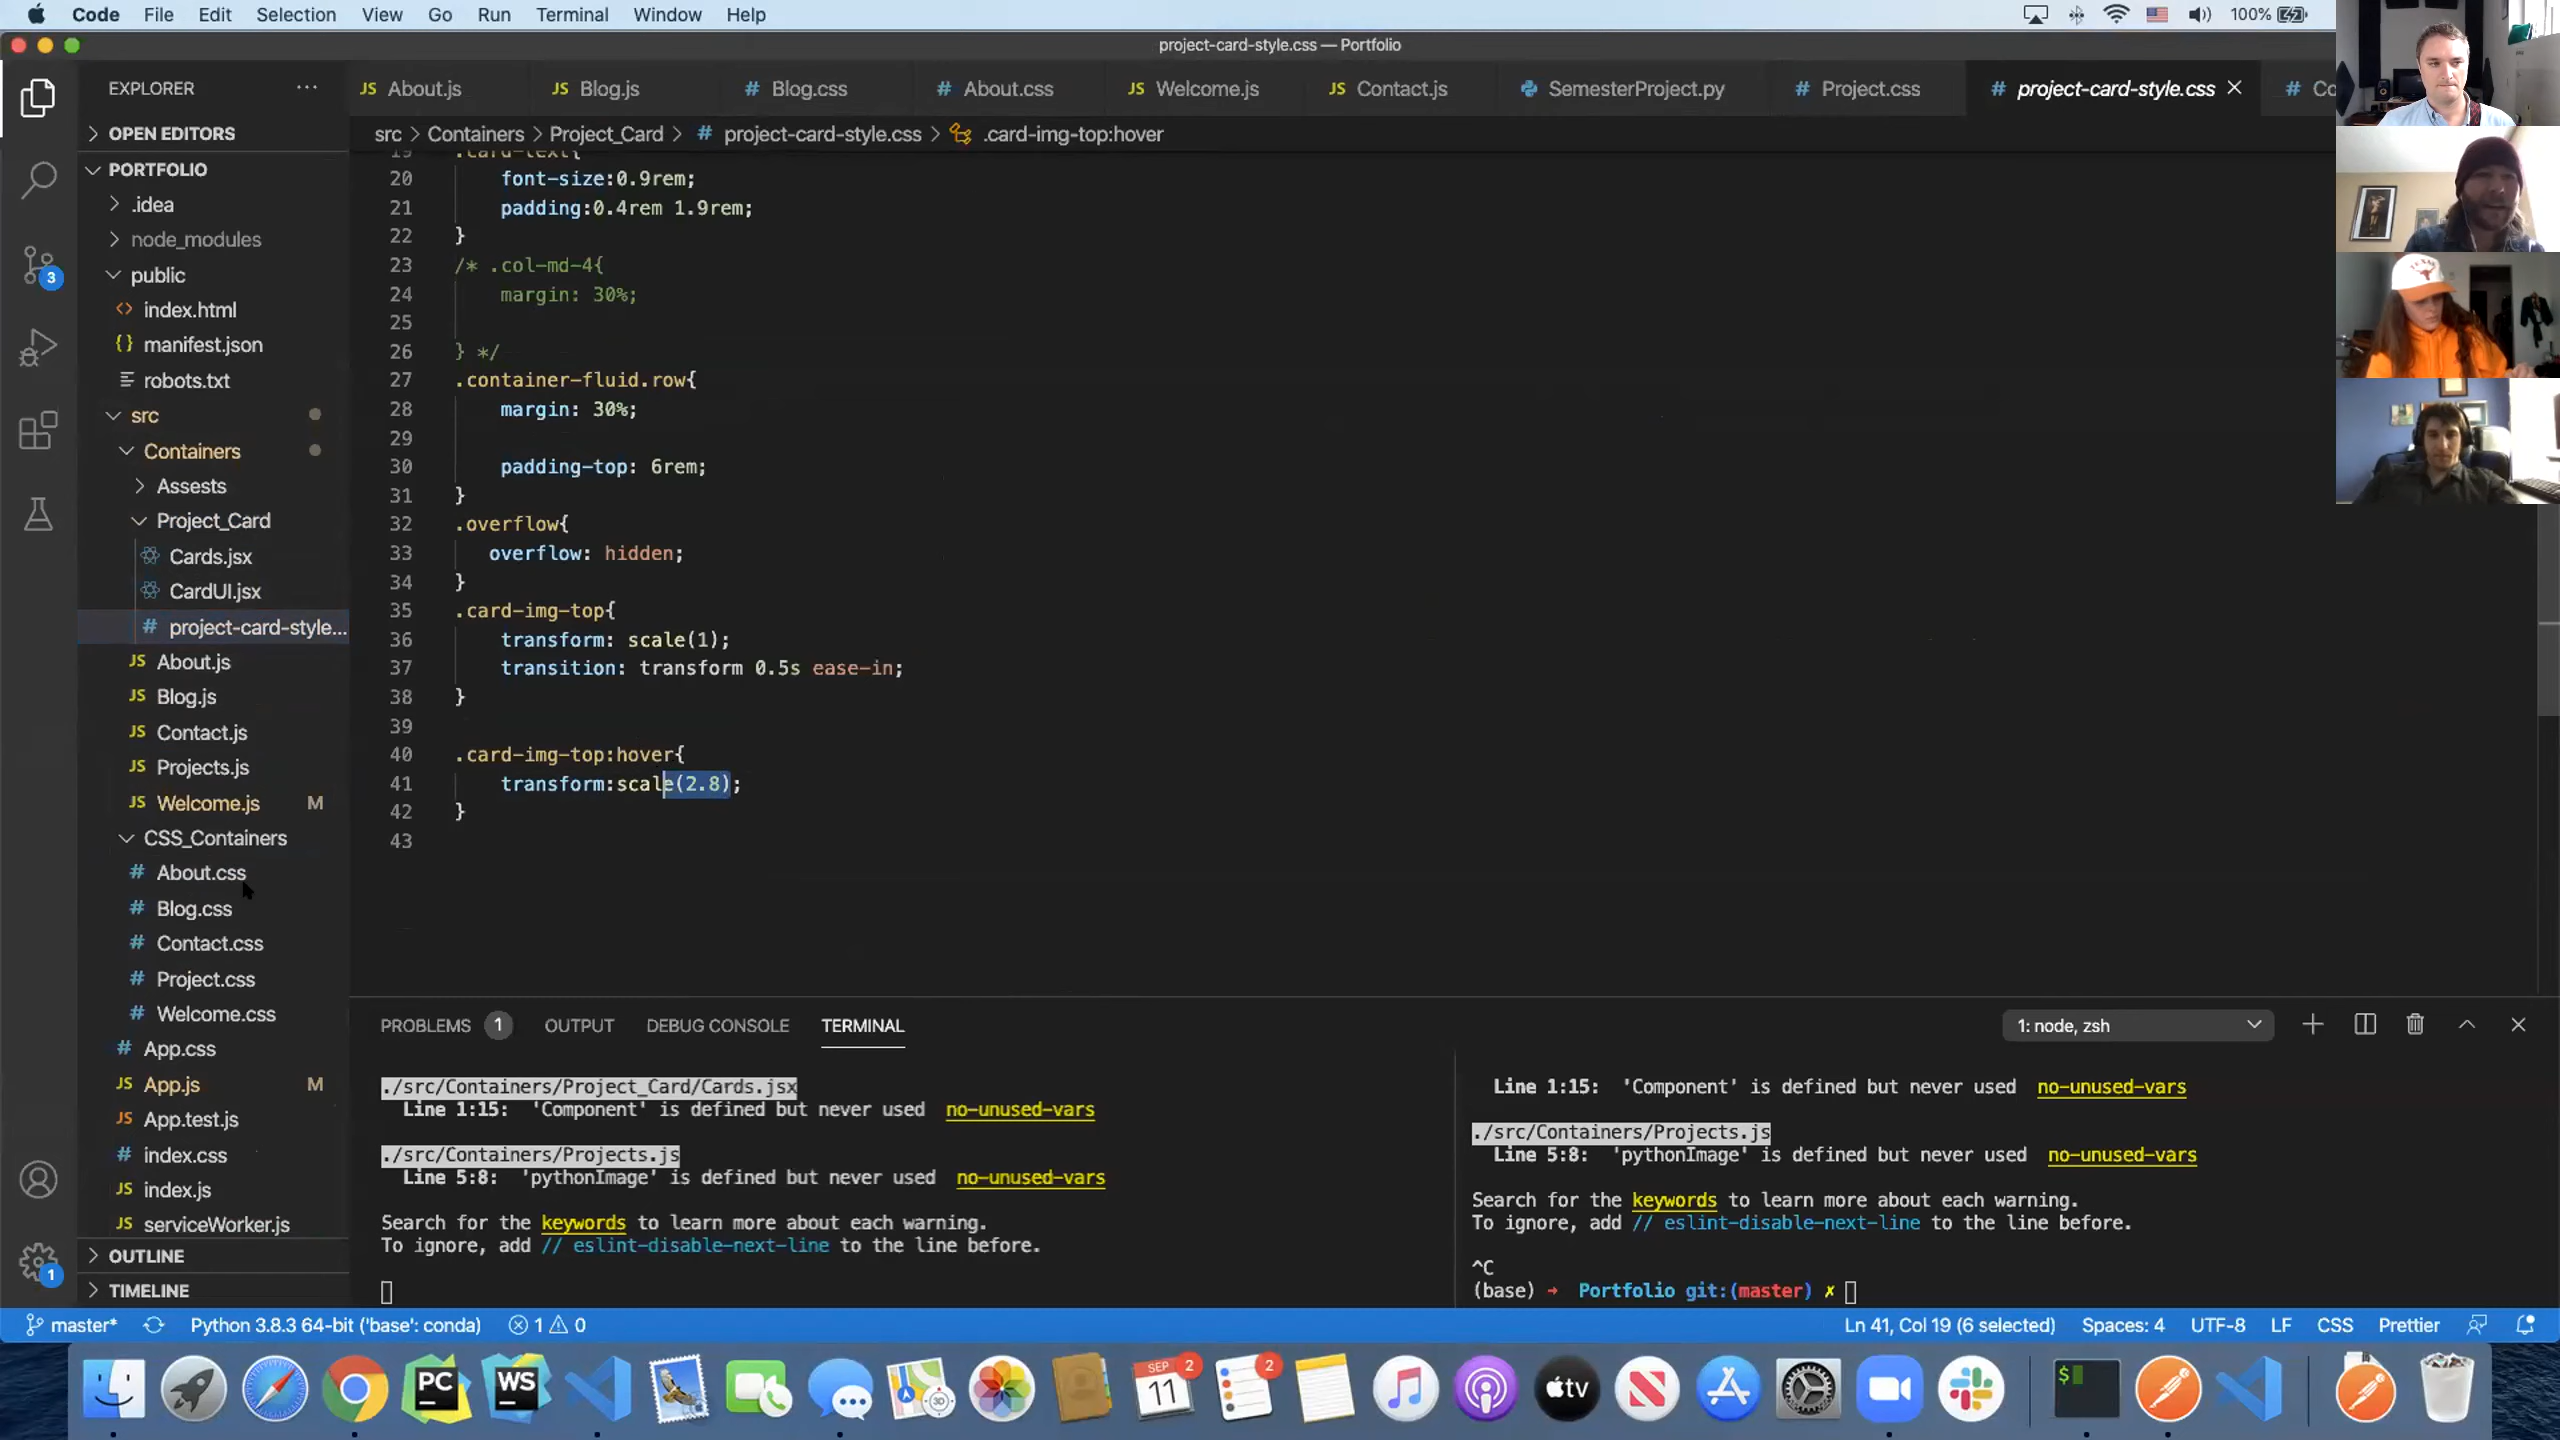 Code File Edit Selection View Go Run Terminal Window Help 100%
project-card-style.css — Portfolio
EXPLORER
OPEN EDITORS
PORTFOLIO
.idea
node_modules
public
index.html
manifest.json
robots.txt
src
Containers
Assests
Project_Card
Cards.jsx
CardUI.jsx
project-card-style...
About.js
Blog.js
Contact.js
Projects.js
Welcome.js M
CSS_Containers
About.css
Blog.css
Contact.css
Project.css
Welcome.css
App.css
App.js M
App.test.js
index.css
index.js
serviceWorker.js
OUTLINE
TIMELINE
3
1
JS About.js JS Blog.js # Blog.css # About.css JS Welcome.js JS Contact.js SemesterProject.py # Project.css # project-card-style.css # Co
src > Containers > Project_Card > # project-card-style.css > .card-img-top:hover
19 .card-text{
20 font-size:0.9rem;
21 padding:0.4rem 1.9rem;
22 }
23 /* .col-md-4{
24 margin: 30%;
25
26 } */
27 .container-fluid.row{
28 margin: 30%;
29
30 padding-top: 6rem;
31 }
32 .overflow{
33 overflow: hidden;
34 }
35 .card-img-top{
36 transform: scale(1);
37 transition: transform 0.5s ease-in;
38 }
39
40 .card-img-top:hover{
41 transform:scale(2.8);
42 }
43
PROBLEMS 1 OUTPUT DEBUG CONSOLE TERMINAL 1: node, zsh
./src/Containers/Project_Card/Cards.jsx
Line 1:15: 'Component' is defined but never used no-unused-vars
./src/Containers/Projects.js
Line 5:8: 'pythonImage' is defined but never used no-unused-vars
Search for the keywords to learn more about each warning.
To ignore, add // eslint-disable-next-line to the line before.
Line 1:15: 'Component' is defined but never used no-unused-vars
./src/Containers/Projects.js
Line 5:8: 'pythonImage' is defined but never used no-unused-vars
Search for the keywords to learn more about each warning.
To ignore, add // eslint-disable-next-line to the line before.
^C
(base) → Portfolio git:(master) ✗
master* Python 3.8.3 64-bit ('base': conda) 1 0 Ln 41, Col 19 (6 selected) Spaces: 4 UTF-8 LF CSS Prettier
PC WS SEP 11 2 2 tv $
3D